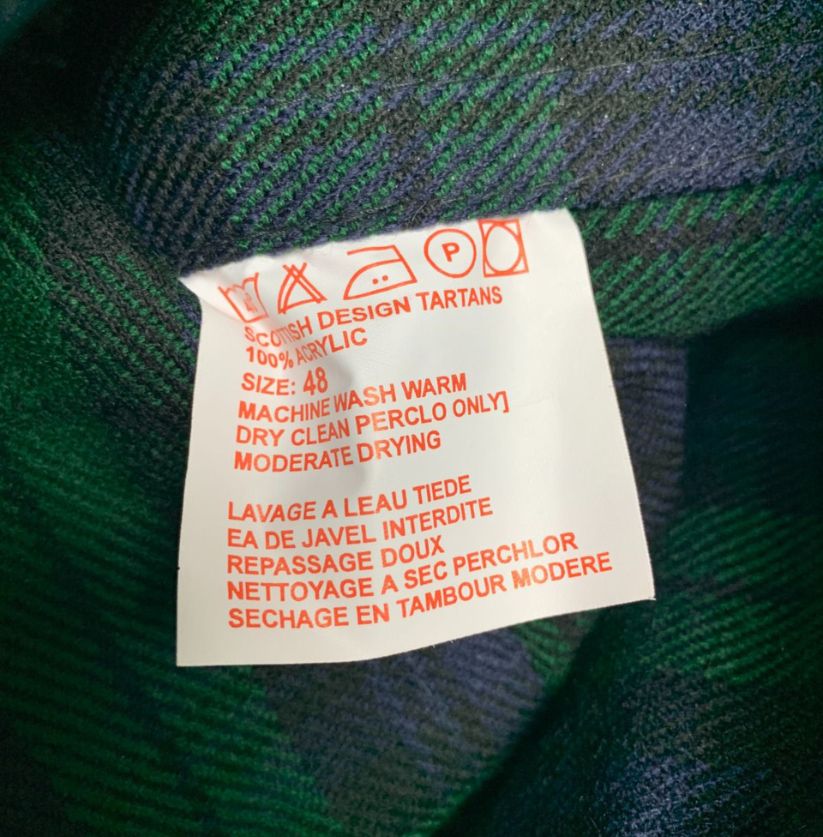 P
SCOTTISH DESIGN TARTANS
100% ACRYLIC
SIZE: 48
MACHINE WASH WARM
DRY CLEAN PERCLO ONLY]
MODERATE DRYING
LAVAGE A LEAU TIEDE
EA DE JAVEL INTERDITE
REPASSAGE DOUX
NETTOYAGE A SEC PERCHLOR
SECHAGE EN TAMBOUR MODERE